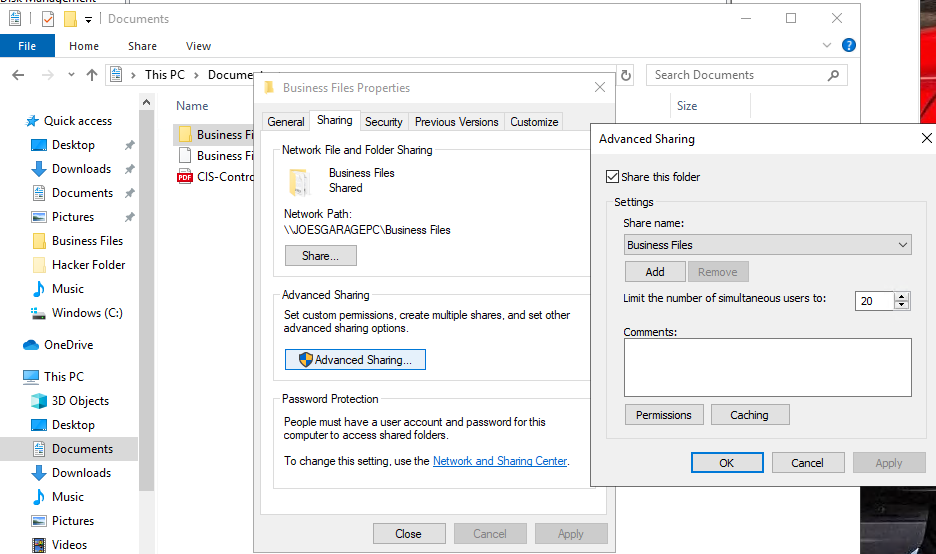 Disk Management
Documents
File
Home
Share
View
This PC
Search Documents
Name
Size
Quick access
Desktop
Downloads
Documents
Pictures
Business Files
Hacker Folder
Music
Windows (C:)
OneDrive
This PC
3D Objects
Desktop
Documents
Downloads
Music
Pictures
Videos
Business Fi
Business Fi
CIS-Contro
Business Files Properties
General
Sharing
Security
Previous Versions
Customize
Network File and Folder Sharing
Business Files
Shared
Network Path:
\\JOESGARAGEPC\Business Files
Share...
Advanced Sharing
Set custom permissions, create multiple shares, and set other
advanced sharing options.
Advanced Sharing...
Password Protection
People must have a user account and password for this
computer to access shared folders.
To change this setting, use the Network and Sharing Center.
Close
Cancel
Apply
Advanced Sharing
Share this folder
Settings
Share name:
Business Files
Add
Remove
Limit the number of simultaneous users to:
20
Comments:
Permissions
Caching
OK
Cancel
Apply